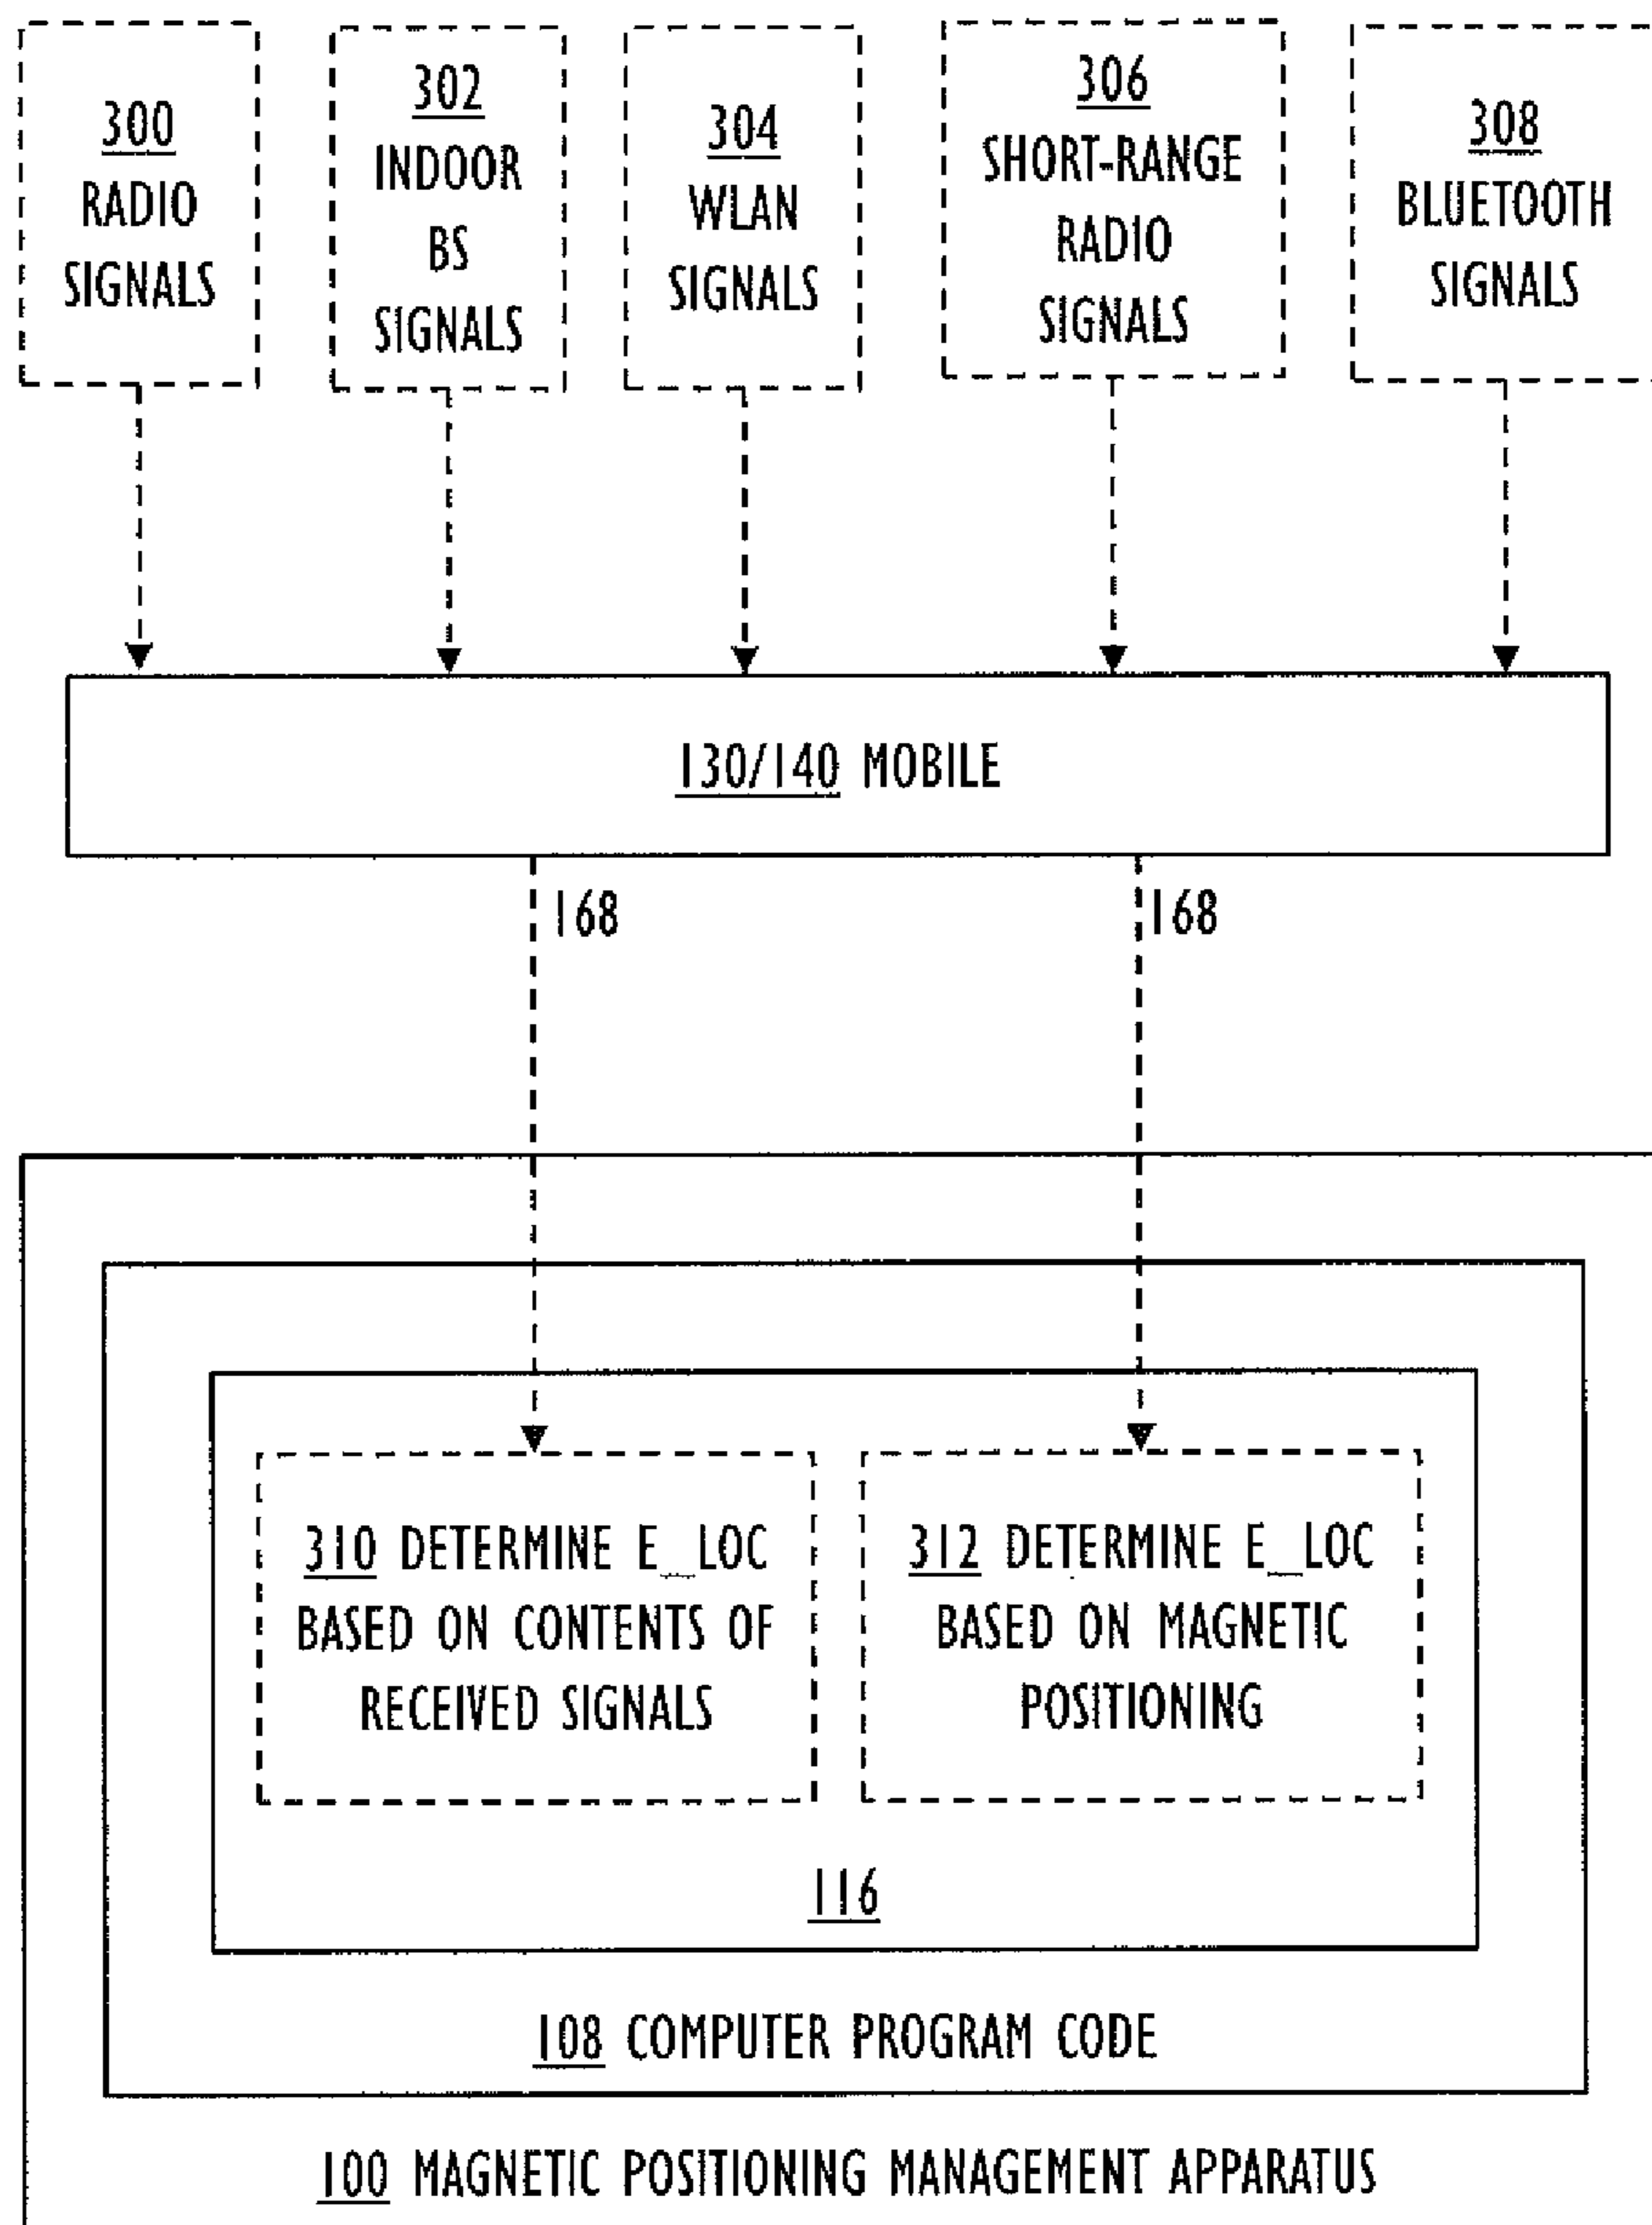 300
RADIO
SIGNALS
302
INDOOR
BS
SIGNALS
304
WLAN
SIGNALS
306
SHORT-RANGE
RADIO
SIGNALS
308
BLUETOOTH
SIGNALS
130/140 MOBILE
168
168
310 DETERMINE E_LOC
BASED ON CONTENTS OF
RECEIVED SIGNALS
312 DETERMINE E_LOC
BASED ON MAGNETIC
POSITIONING
116
108 COMPUTER PROGRAM CODE
100 MAGNETIC POSITIONING MANAGEMENT APPARATUS